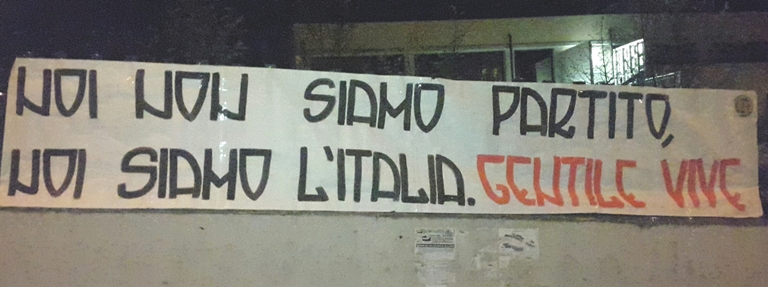 NOI NON SIAMO PARTITO,
NOI SIAMO L'ITALIA. GENTILE VIVE